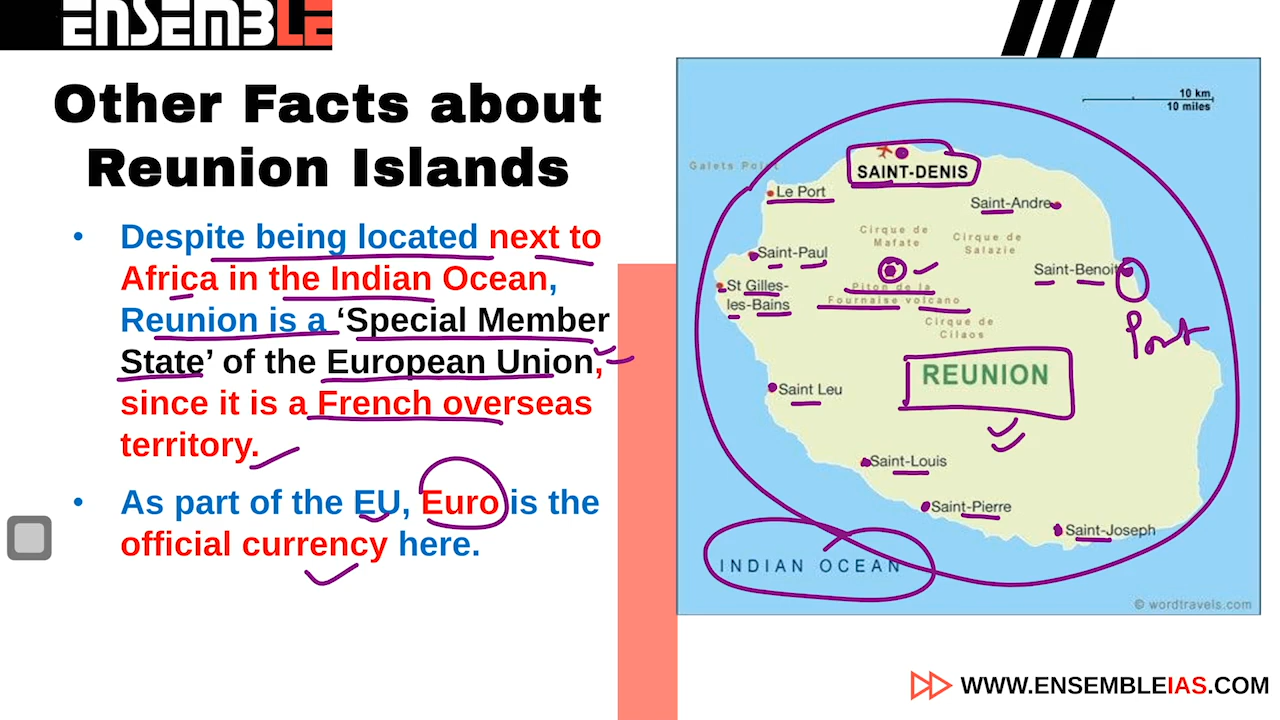 ENSEMBLE
Other Facts about
Reunion Islands
• Despite being located next to
Africa in the Indian Ocean,
Reunion is a ‘Special Member
State’ of the European Union,
since it is a French overseas
territory.
• As part of the EU, Euro is the
official currency here.
10 km
10 miles
Galets Point
SAINT-DENIS
Le Port
Saint-Andre
Cirque de
Mafate
Cirque de
Salazie
Saint-Paul
Saint-Benoit
St Gilles-
les-Bains
Piton de la
Fournaise volcano
Cirque de
Cilaos
Port
REUNION
Saint Leu
Saint-Louis
Saint-Pierre
Saint-Joseph
INDIAN OCEAN
© wordtravels.com
WWW.ENSEMBLEIAS.COM